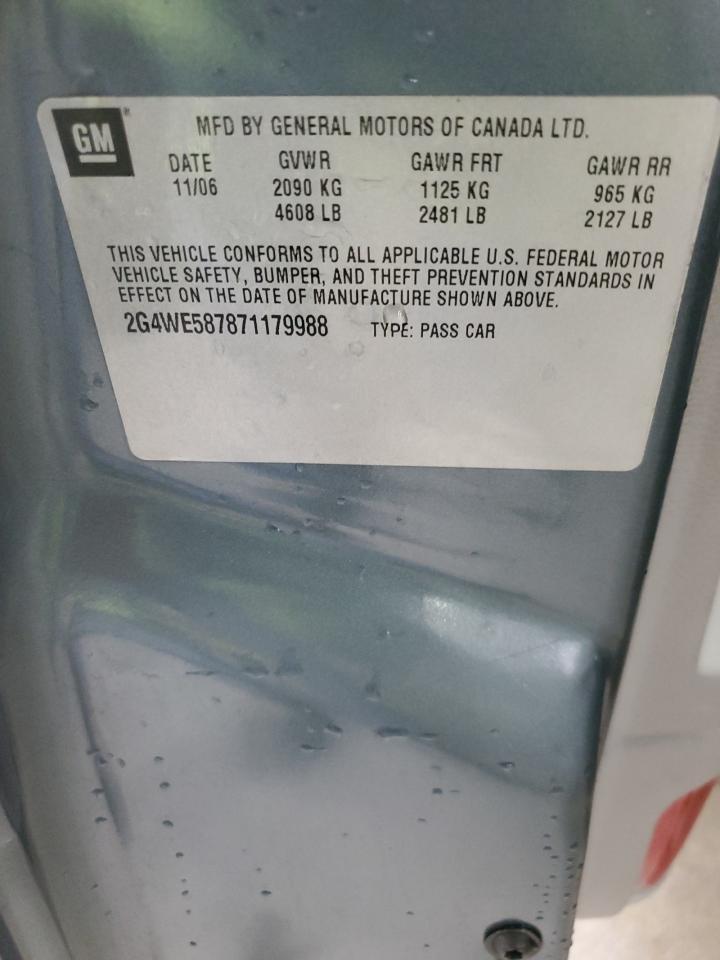 GM
MFD BY GENERAL MOTORS OF CANADA LTD.
DATE GVWR GAWR FRT GAWR RR
11/06 2090 KG 1125 KG 965 KG
4608 LB 2481 LB 2127 LB
THIS VEHICLE CONFORMS TO ALL APPLICABLE U.S. FEDERAL MOTOR
VEHICLE SAFETY, BUMPER, AND THEFT PREVENTION STANDARDS IN
EFFECT ON THE DATE OF MANUFACTURE SHOWN ABOVE.
2G4WE587871179988 TYPE: PASS CAR